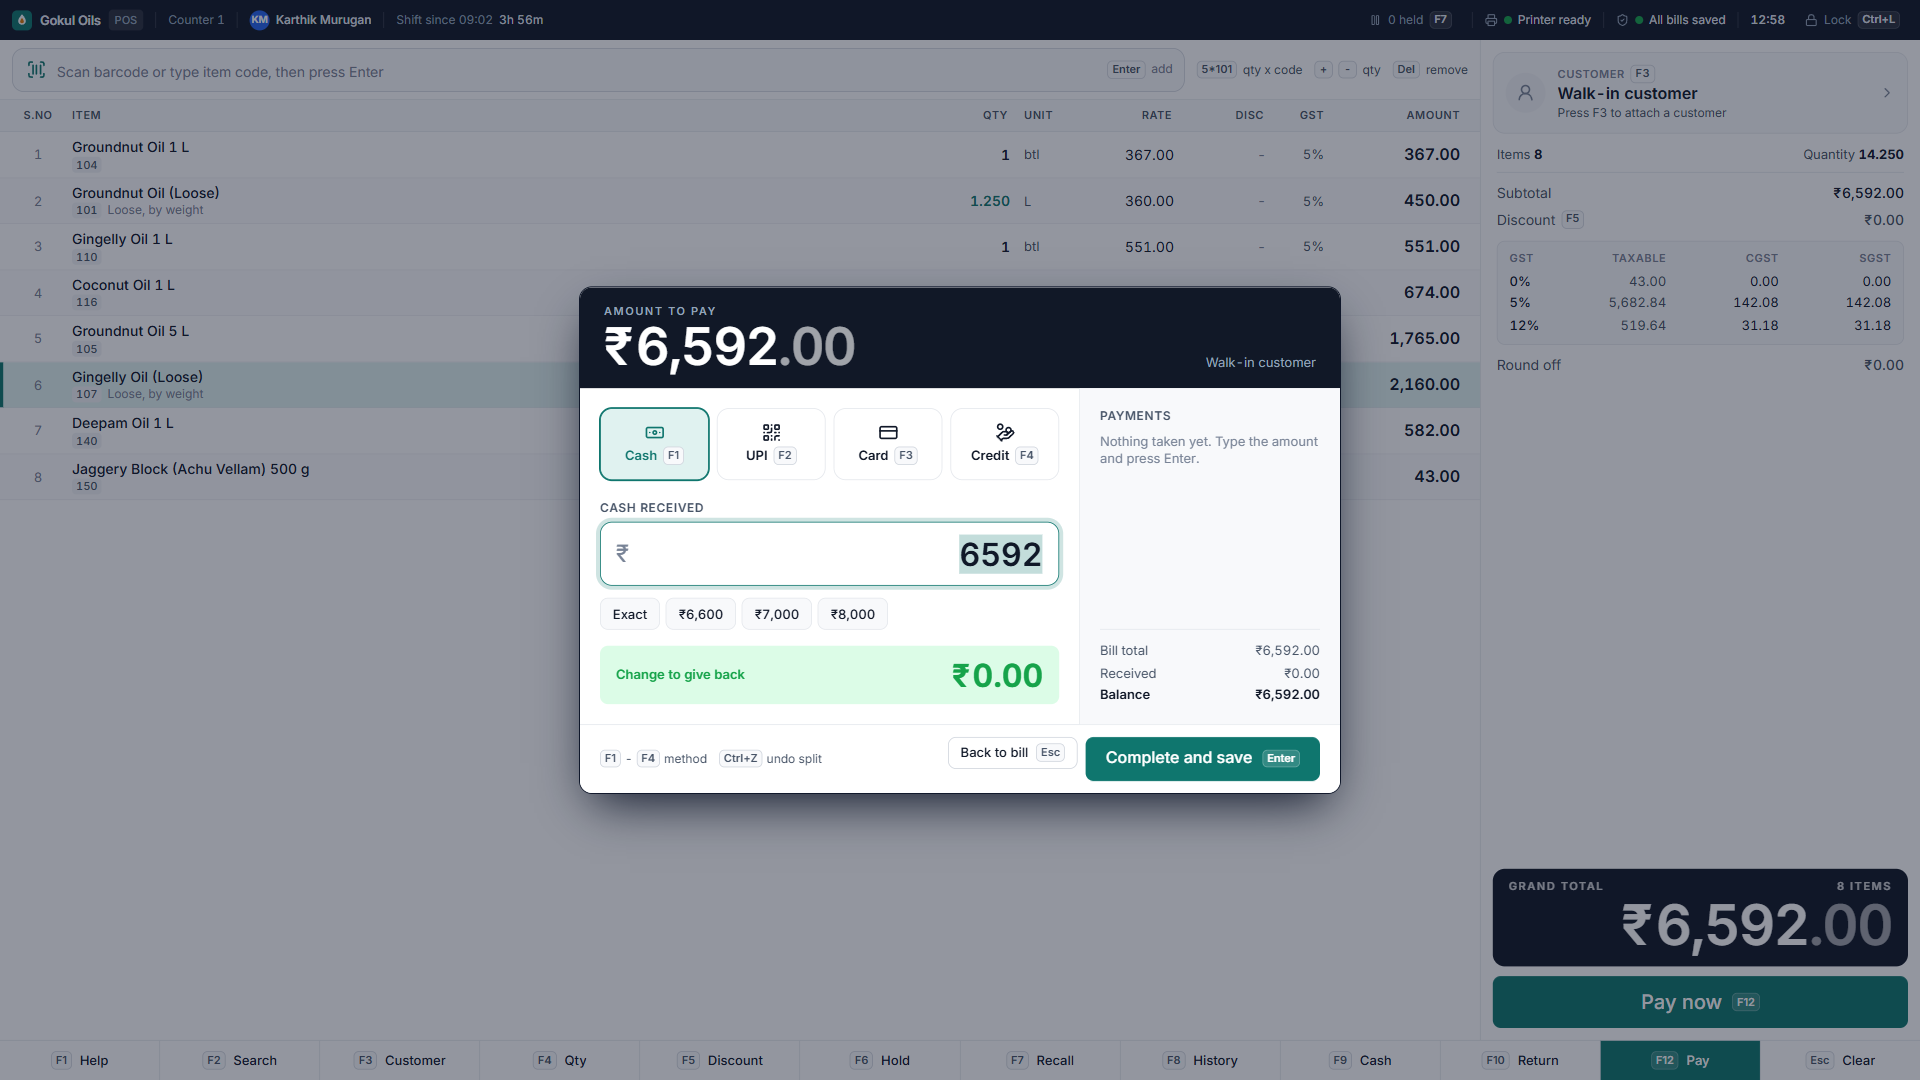 Gokul Oils POS Counter 1 KM Karthik Murugan Shift since 09:02 3h 56m 0 held F7 Printer ready All bills saved 12:58 Lock Ctrl+L
Scan barcode or type item code, then press Enter Enter add 5*101 qty x code + - qty Del remove
S.NO ITEM QTY UNIT RATE DISC GST AMOUNT
1 Groundnut Oil 1 L 1 btl 367.00 - 5% 367.00
104
2 Groundnut Oil (Loose) 1.250 L 360.00 - 5% 450.00
101 Loose, by weight
3 Gingelly Oil 1 L 1 btl 551.00 - 5% 551.00
110
4 Coconut Oil 1 L 674.00
116
5 Groundnut Oil 5 L 1,765.00
105
6 Gingelly Oil (Loose) 2,160.00
107 Loose, by weight
7 Deepam Oil 1 L 582.00
140
8 Jaggery Block (Achu Vellam) 500 g 43.00
150
AMOUNT TO PAY
₹6,592.00
Walk-in customer
Cash F1
UPI F2
Card F3
Credit F4
CASH RECEIVED
₹ 6592
Exact ₹6,600 ₹7,000 ₹8,000
Change to give back ₹0.00
PAYMENTS
Nothing taken yet. Type the amount
and press Enter.
Bill total ₹6,592.00
Received ₹0.00
Balance ₹6,592.00
F1 - F4 method Ctrl+Z undo split
Back to bill Esc
Complete and save Enter
CUSTOMER F3
Walk-in customer
Press F3 to attach a customer
Items 8 Quantity 14.250
Subtotal ₹6,592.00
Discount F5 ₹0.00
GST TAXABLE CGST SGST
0% 43.00 0.00 0.00
5% 5,682.84 142.08 142.08
12% 519.64 31.18 31.18
Round off ₹0.00
GRAND TOTAL 8 ITEMS
₹6,592.00
Pay now F12
F1 Help F2 Search F3 Customer F4 Qty F5 Discount F6 Hold F7 Recall F8 History F9 Cash F10 Return F12 Pay Esc Clear